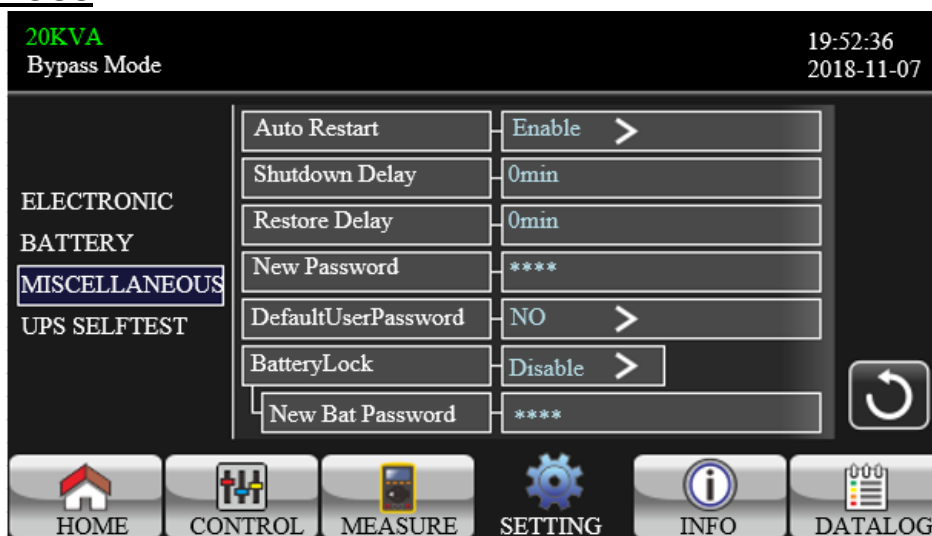 20KVA
Bypass Mode
19:52:36
2018-11-07
ELECTRONIC
BATTERY
MISCELLANEOUS
UPS SELFTEST
Auto Restart Enable >
Shutdown Delay 0min
Restore Delay 0min
New Password ****
DefaultUserPassword NO >
BatteryLock Disable >
New Bat Password ****
HOME CONTROL MEASURE SETTING INFO DATALOG